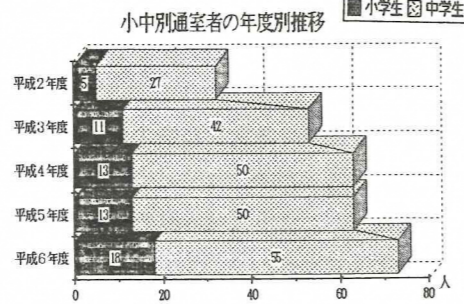 小中別通室者の年度別推移
小学生 中学生
平成2年度 5 27
平成3年度 11 42
平成4年度 13 50
平成5年度 13 50
平成6年度 18 55
0 20 40 60 80 人